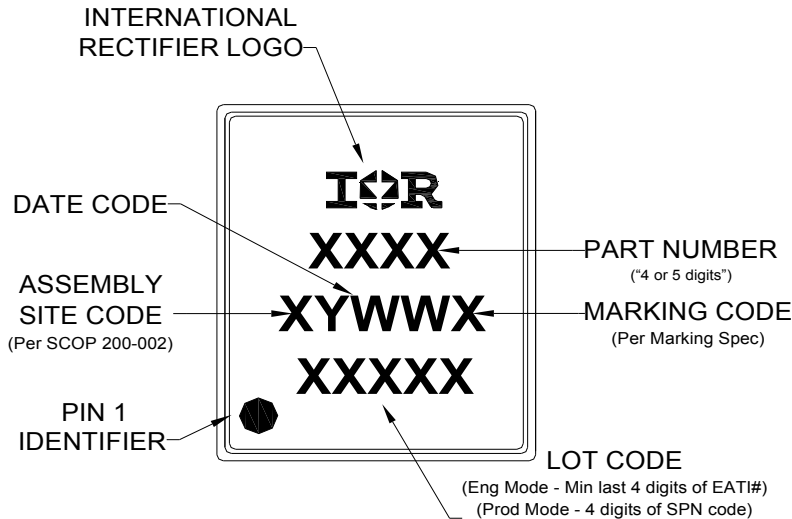 INTERNATIONAL
RECTIFIER LOGO
IOR
DATE CODE
XXXX
PART NUMBER
(“4 or 5 digits”)
ASSEMBLY
SITE CODE
(Per SCOP 200-002)
XYWWX
MARKING CODE
(Per Marking Spec)
XXXXX
PIN 1
IDENTIFIER
LOT CODE
(Eng Mode - Min last 4 digits of EATI#)
(Prod Mode - 4 digits of SPN code)